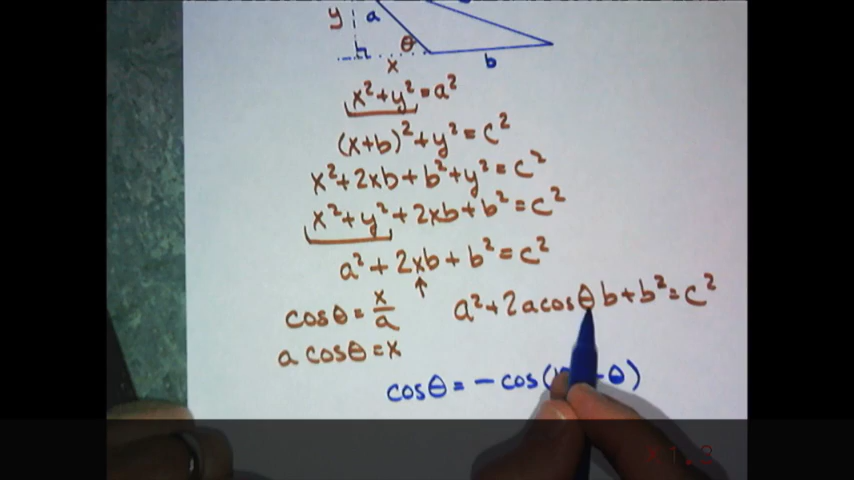 y a θ
x b
x²+y²=a²
(x+b)²+y²=c²
x²+2xb+b²+y²=c²
x²+y²+2xb+b²=c²
a²+2xb+b²=c²
↑
cosθ=x/a a²+2acosθb+b²=c²
a cosθ=x
cosθ=-cos( -θ)